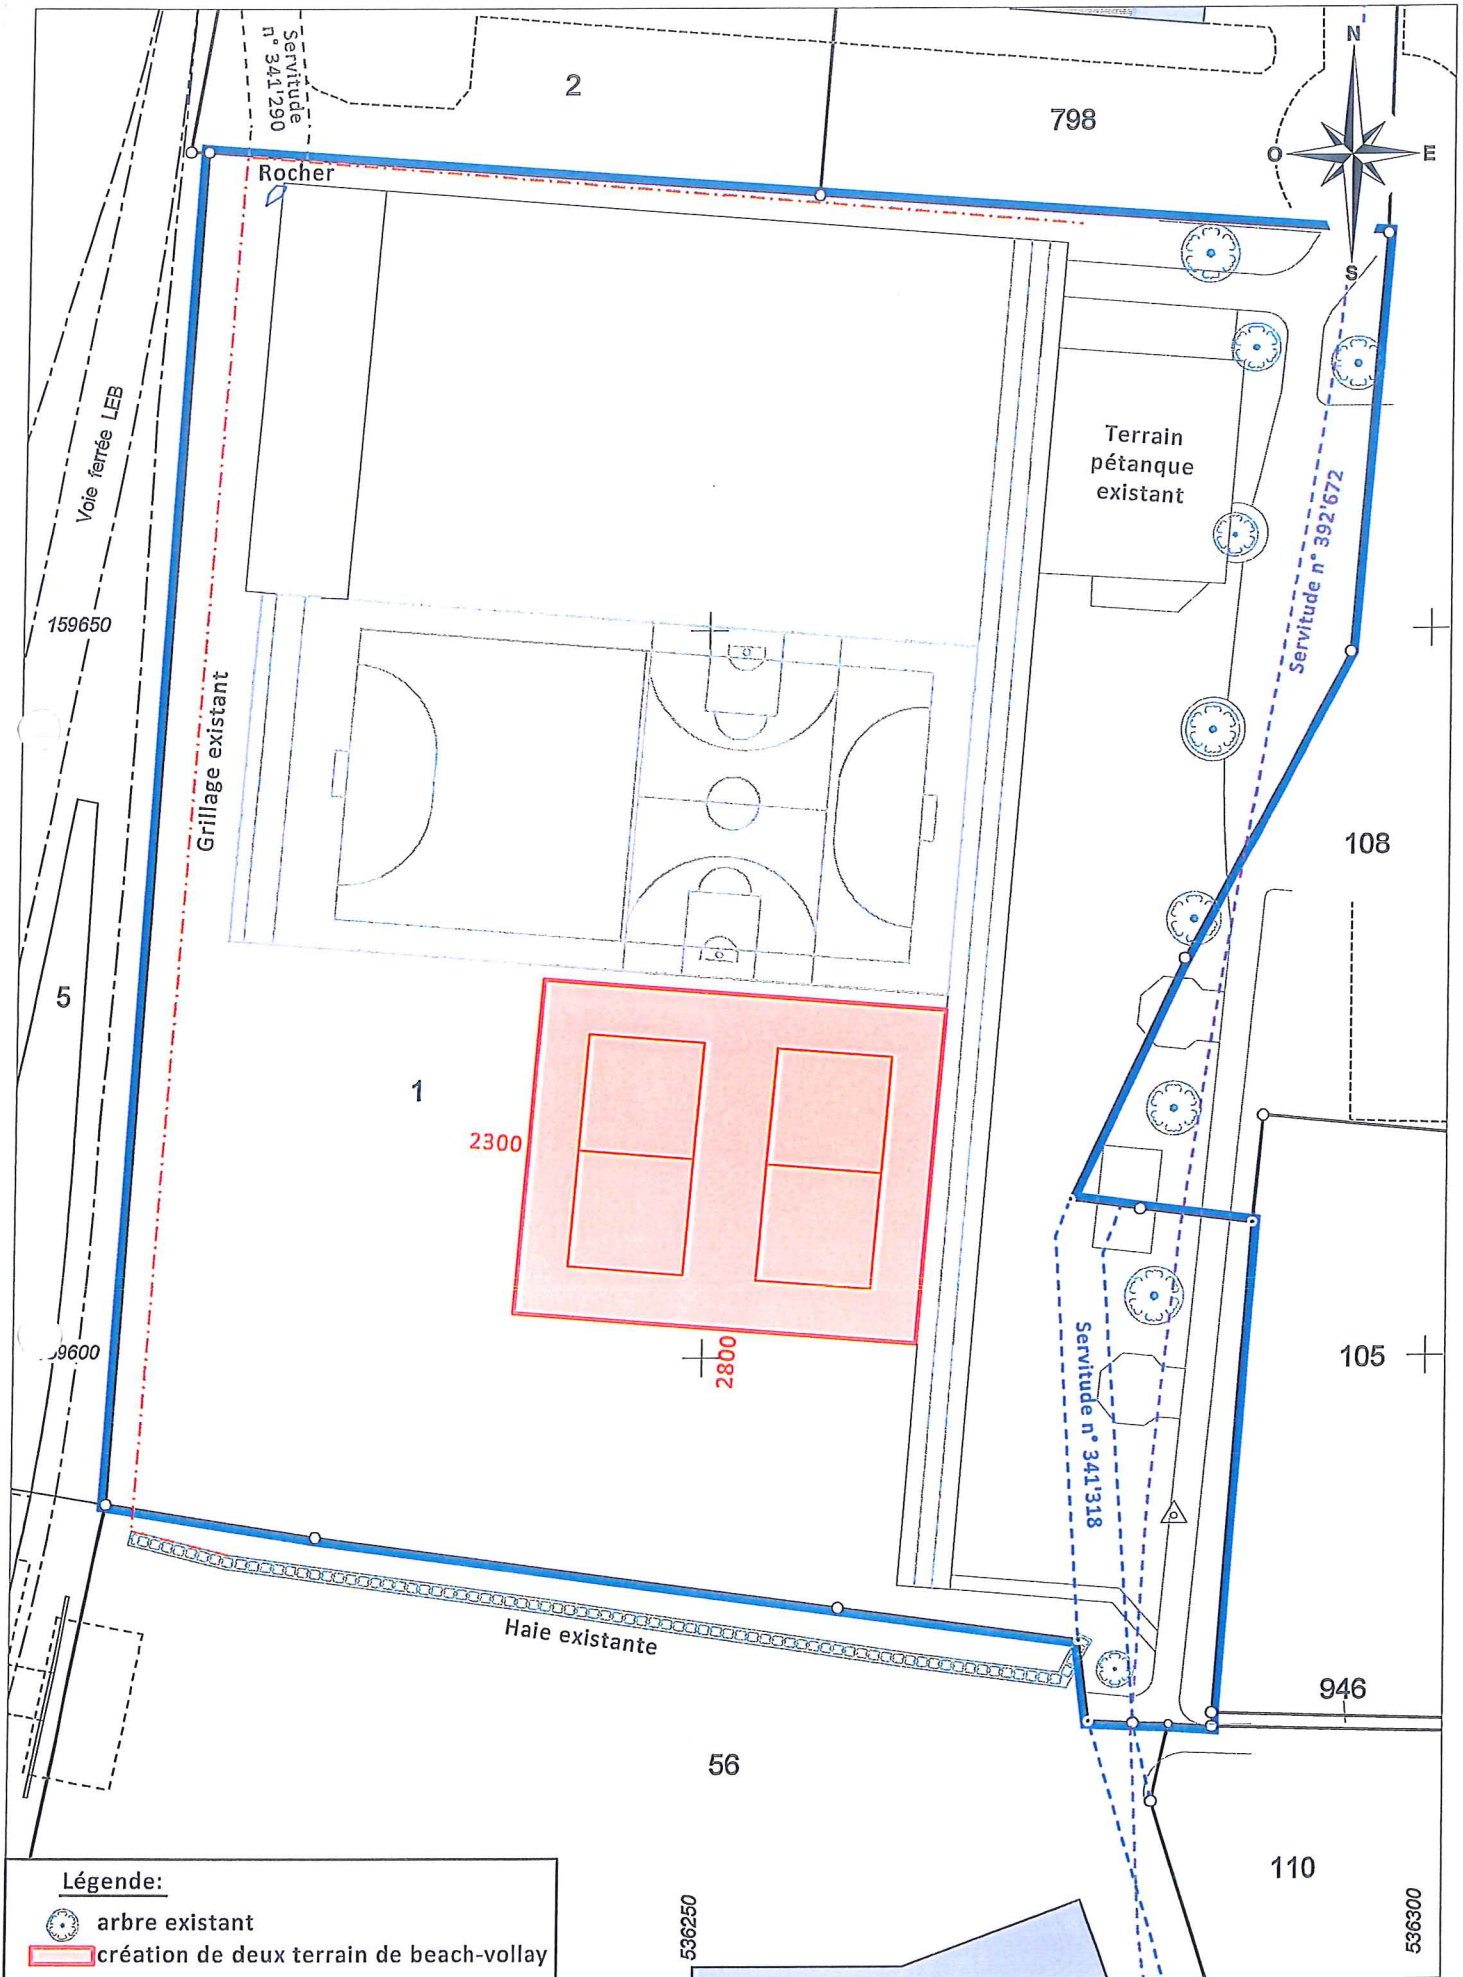 N
O
E
S
Servitude
n° 341'290
2
798
Rocher
Voie ferrée LEB
Terrain
pétanque
existant
Servitude n° 392'672
159650
Grillage existant
108
5
1
2300
2800
9600
105
Servitude n° 341'318
Haie existante
946
56
110
536250
536300
Légende:
arbre existant
création de deux terrain de beach-vollay